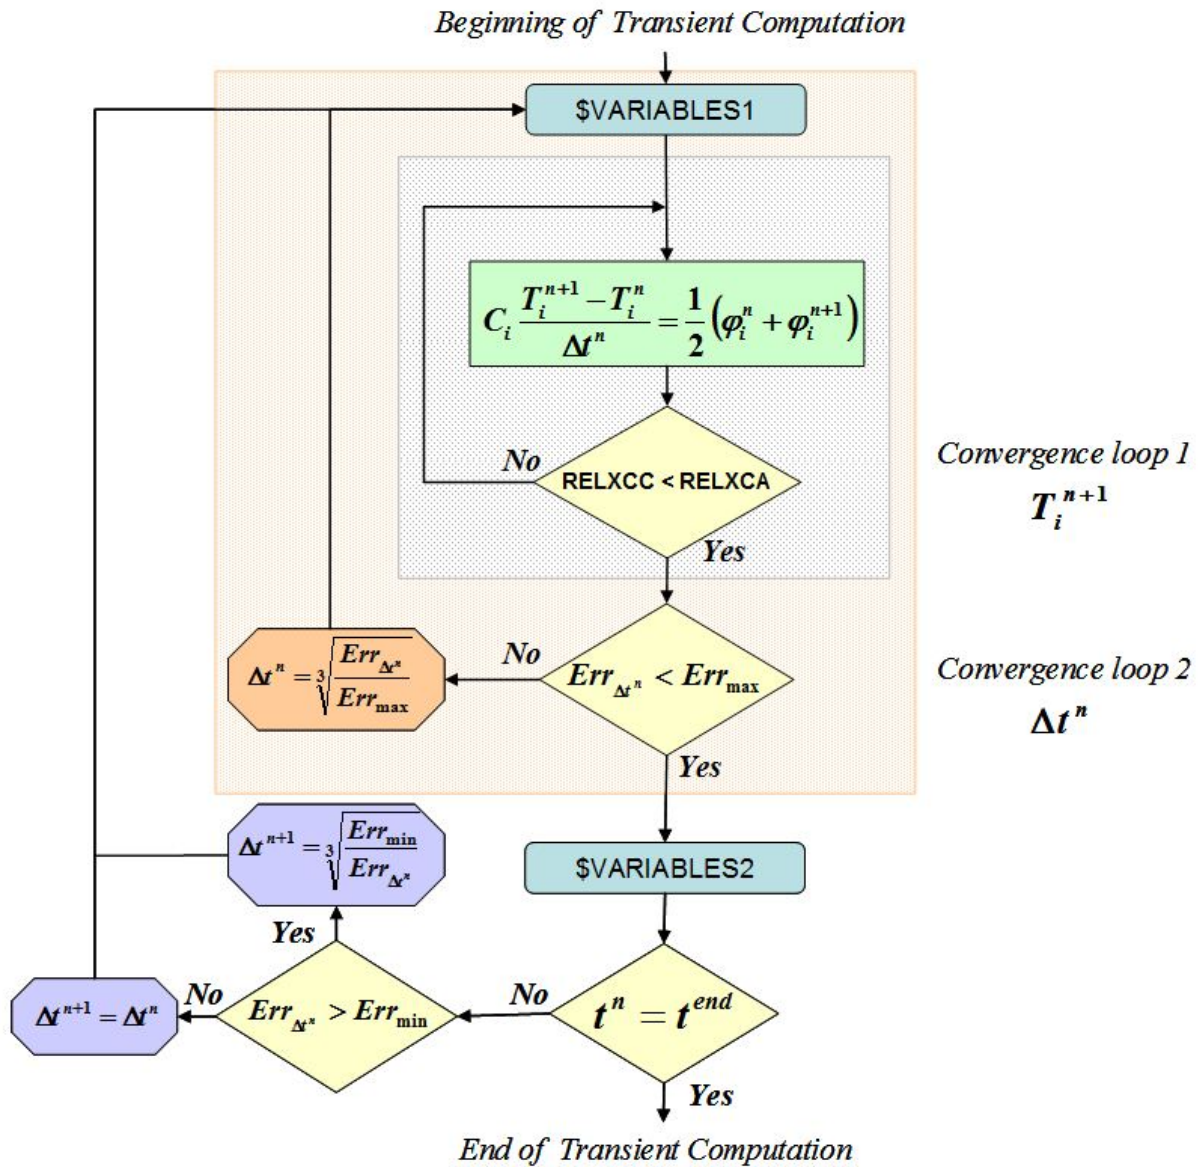 Beginning of Transient Computation
$VARIABLES1
C_i (T_i^{n+1} − T_i^n) / Δt^n = 1/2 (φ_i^n + φ_i^{n+1})
No
RELXCC < RELXCA
Yes
Convergence loop 1
T_i^{n+1}
Δt^n = ∛(Err_{Δt^n} / Err_max)
No
Err_{Δt^n} < Err_max
Yes
Convergence loop 2
Δt^n
Δt^{n+1} = ∛(Err_min / Err_{Δt^n})
$VARIABLES2
Yes
Δt^{n+1} = Δt^n
No
Err_{Δt^n} > Err_min
No
t^n = t^{end}
Yes
End of Transient Computation